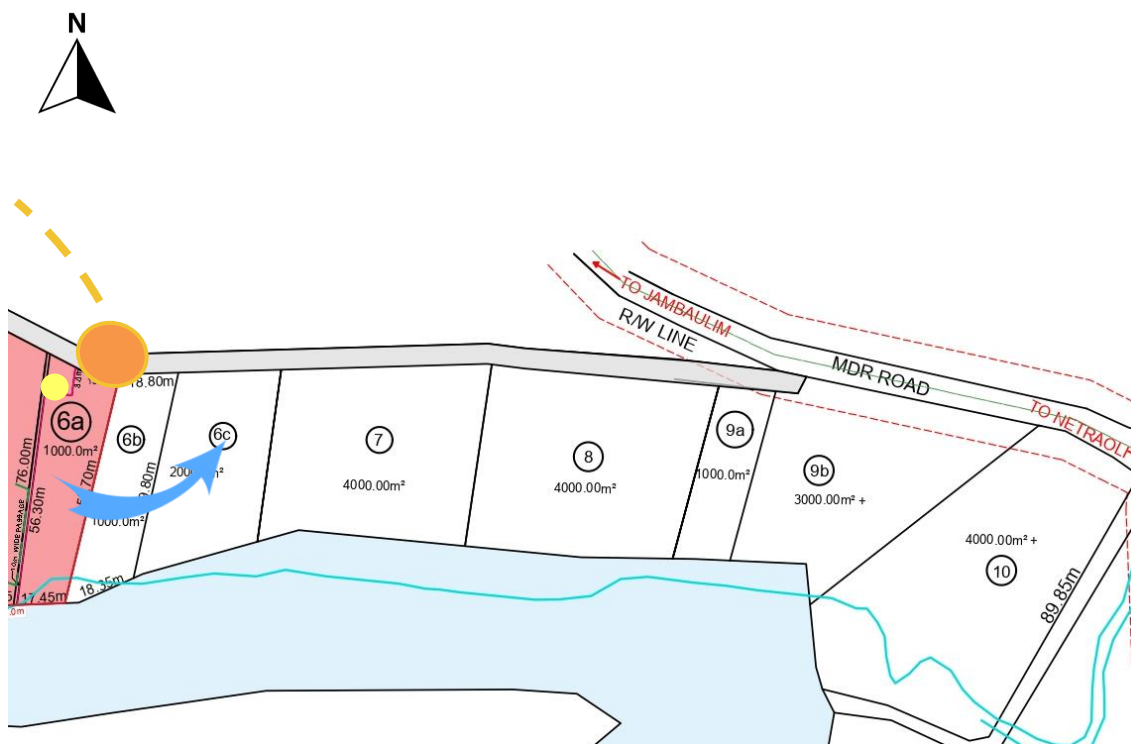 N
TO JAMBAULIM
R/W LINE
MDR ROAD
TO NETRAOLI
18.80m
6a
1000.0m²
6b
1000.0m²
6c
7
4000.00m²
8
4000.00m²
9a
1000.0m²
9b
3000.00m² +
10
4000.00m² +
76.00m
56.30m
WIDE PASSAGE
18.35m
89.85m